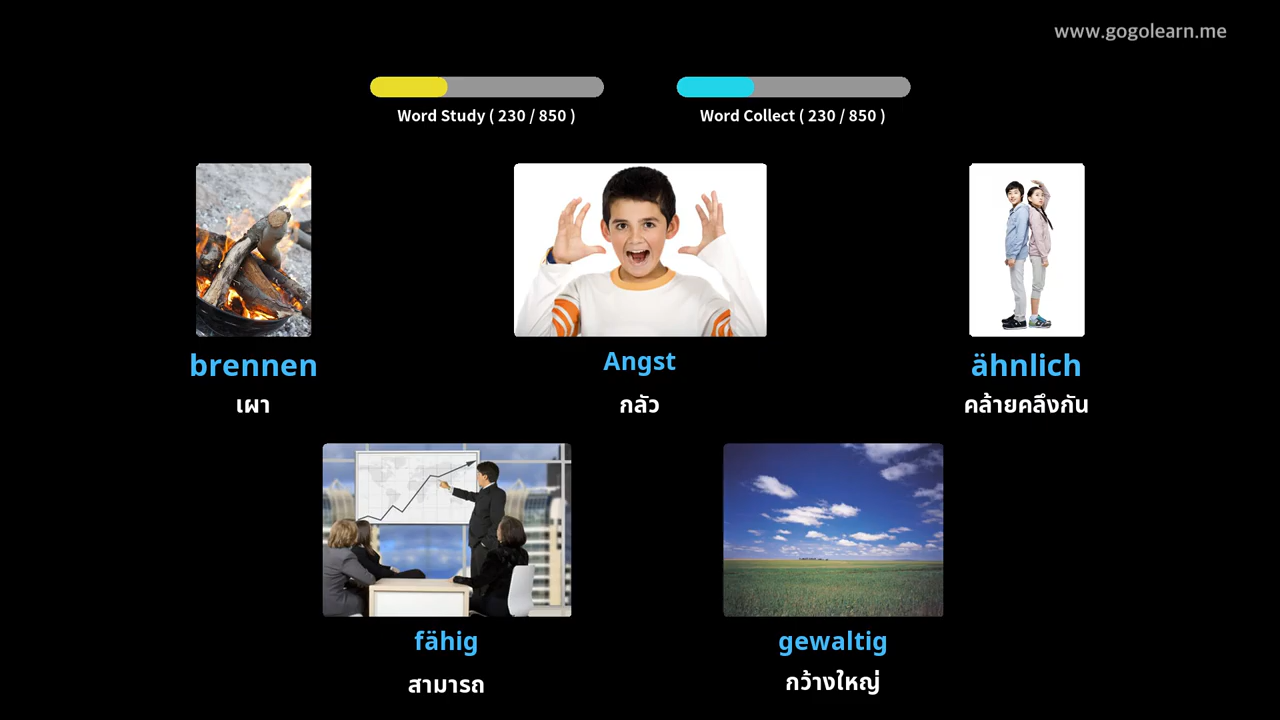 www.gogolearn.me
Word Study ( 230 / 850 )
Word Collect ( 230 / 850 )
brennen
เผา
Angst
กลัว
ähnlich
คล้ายคลึงกัน
fähig
สามารถ
gewaltig
กว้างใหญ่